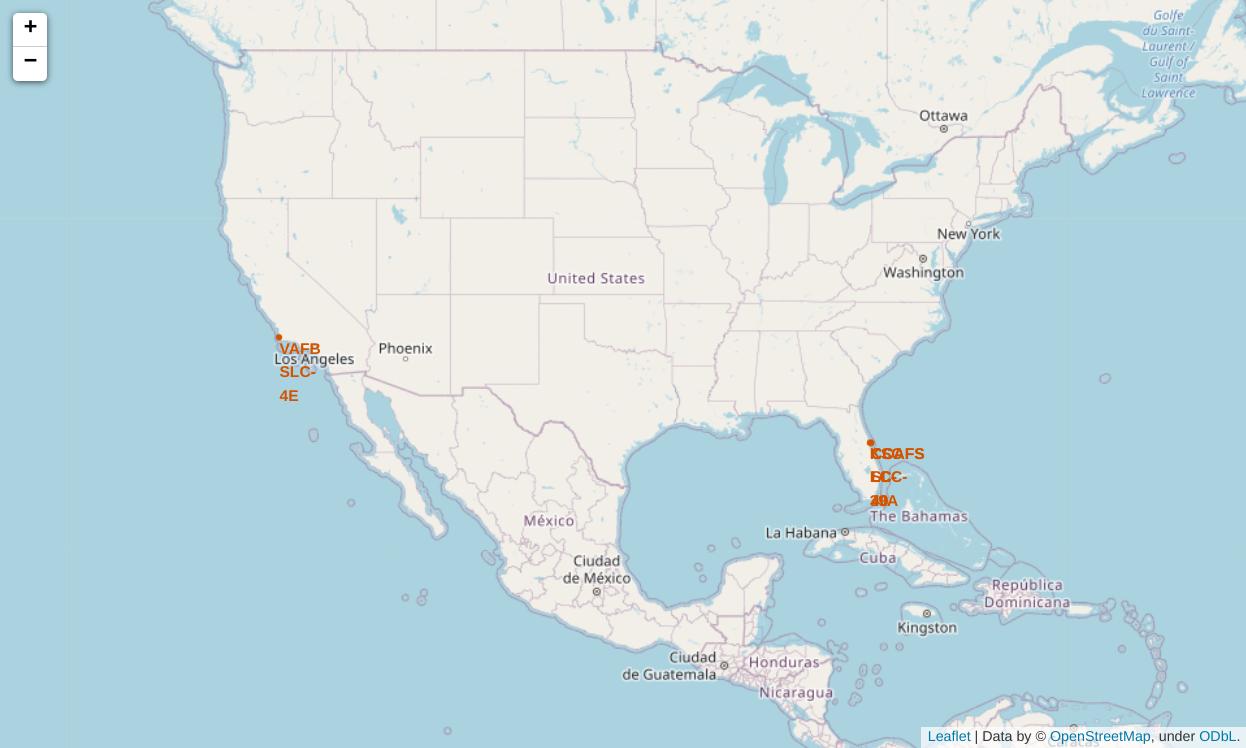 +
−
Golfe
du Saint-
Laurent /
Gulf of
Saint
Lawrence
Ottawa
New York
Washington
United States
VAFB
SLC-
4E
Los Angeles
Phoenix
México
The Bahamas
La Habana
Cuba
Ciudad
de México
República
Dominicana
Kingston
Ciudad
de Guatemala
Honduras
Nicaragua
Caracas
Leaflet | Data by © OpenStreetMap, under ODbL.